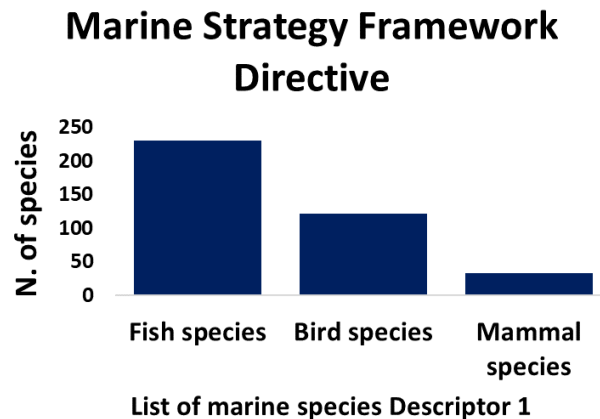 Marine Strategy Framework
Directive
N. of species
250
200
150
100
50
0
Fish species Bird species Mammal
species
List of marine species Descriptor 1